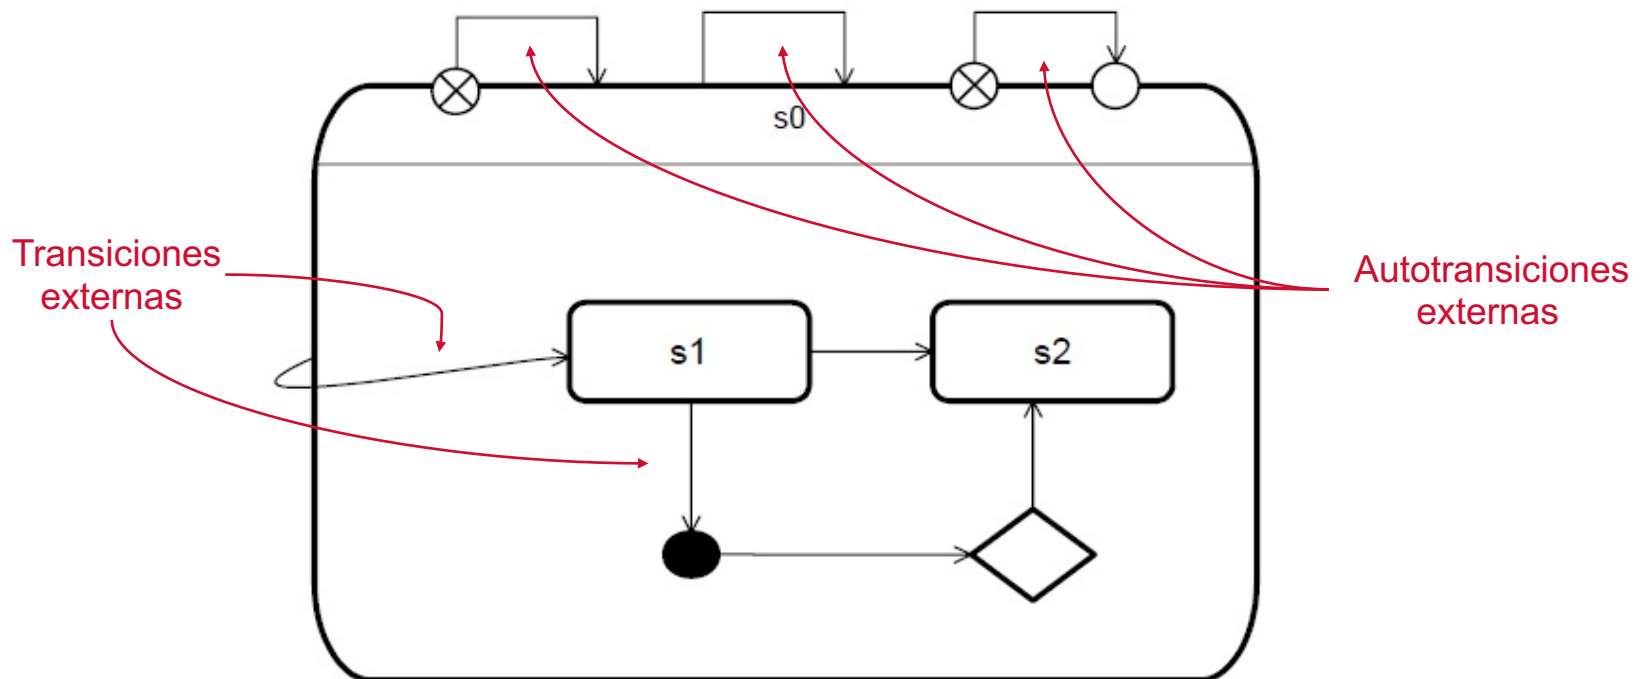 s0
Transiciones
externas
Autotransiciones
externas
s1
s2